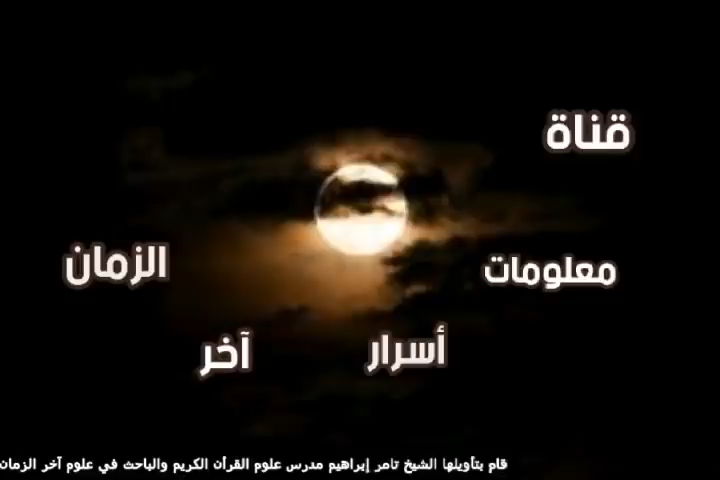 قناة
معلومات
أسرار
آخر
الزمان
قام بتأويلها الشيخ تامر إبراهيم مدرس علوم القرأن الكريم والباحث في علوم آخر الزمان